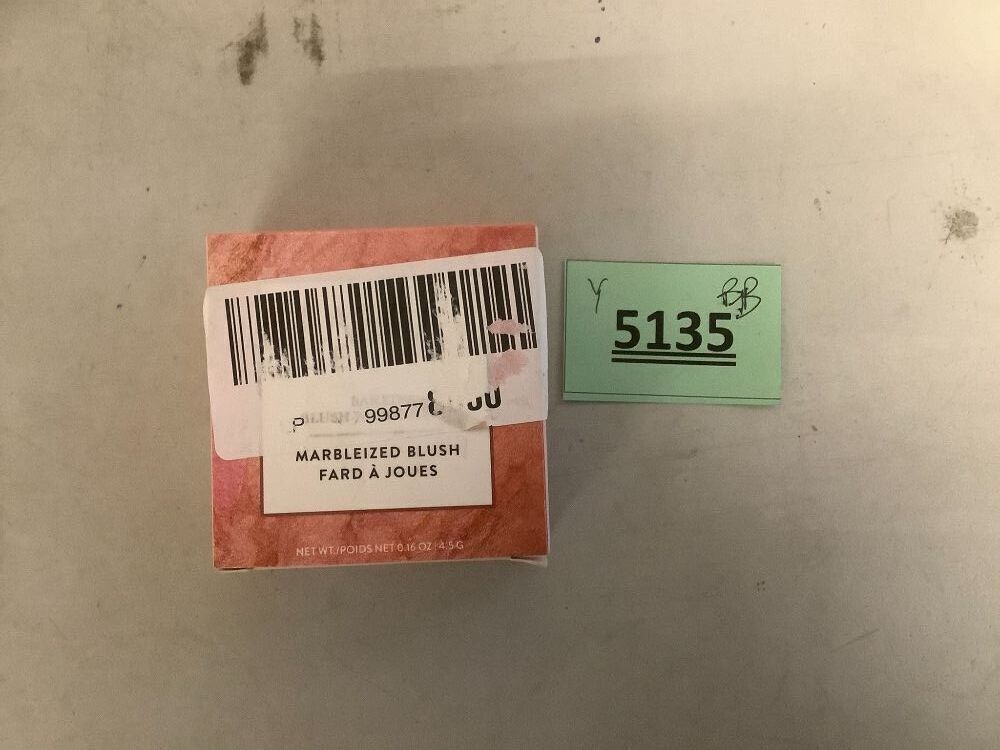 99877
MARBLEIZED BLUSH
FARD À JOUES
NET WT./POIDS NET 0.16 OZ | 4.5 G
BB
5135